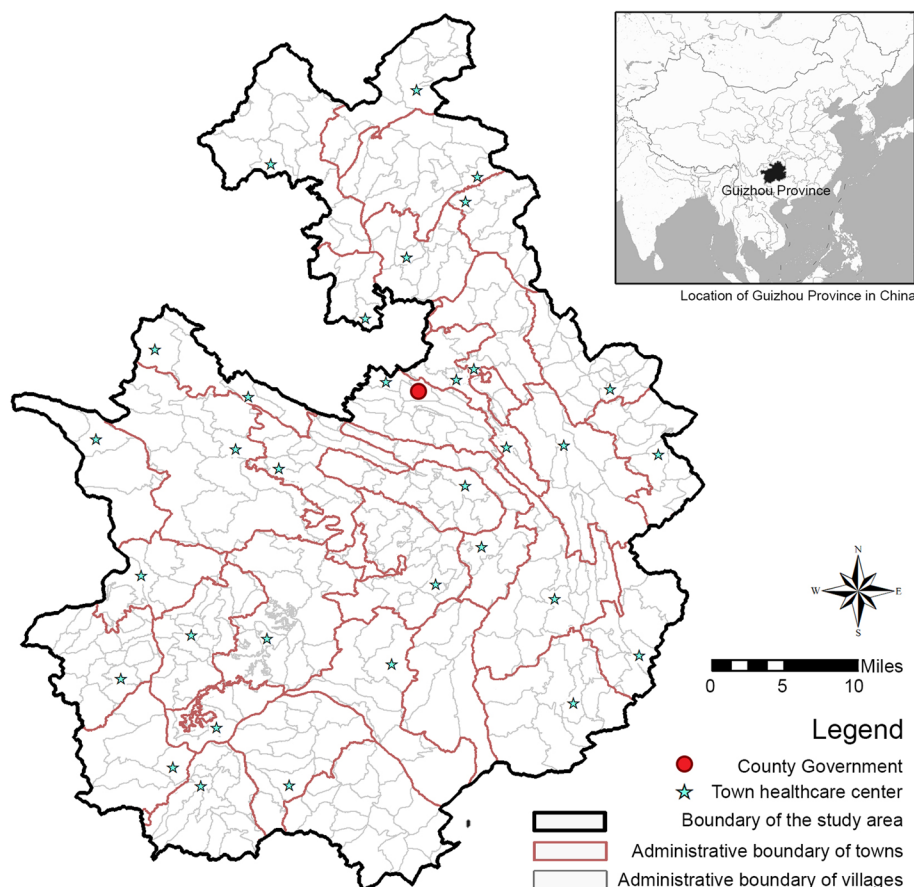 Guizhou Province
Location of Guizhou Province in China
N
W E
S
Miles
0 5 10
Legend
County Government
Town healthcare center
Boundary of the study area
Administrative boundary of towns
Administrative boundary of villages